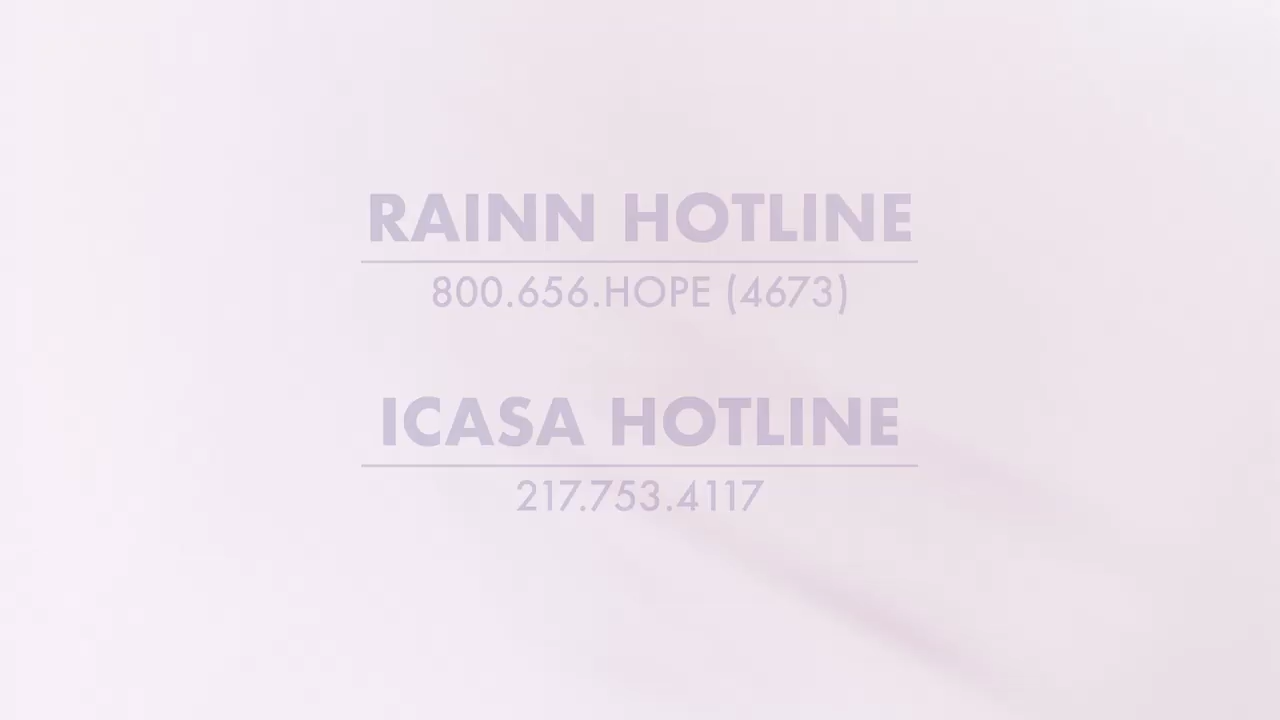 RAINN HOTLINE
800.656.HOPE (4673)
ICASA HOTLINE
217.753.4117